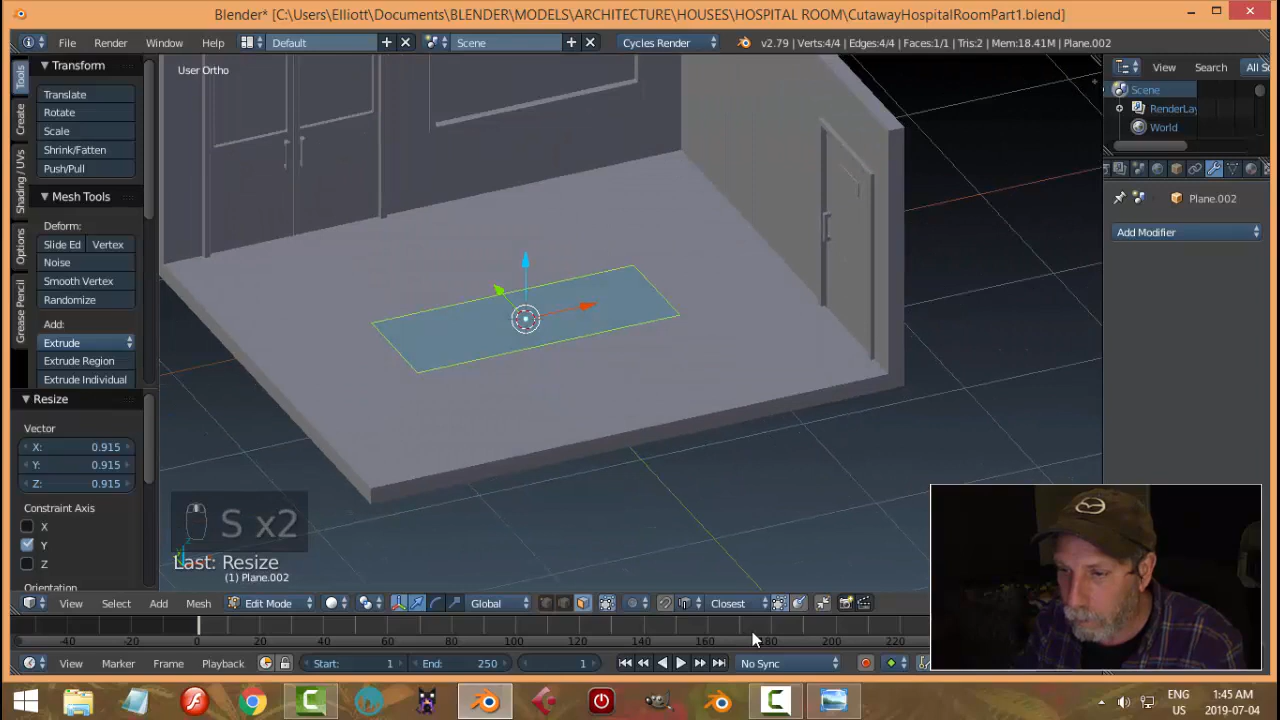 Blender* [C:\Users\Elliott\Documents\BLENDER\MODELS\ARCHITECTURE\HOUSES\HOSPITAL ROOM\CutawayHospitalRoomPart1.blend]
File Render Window Help Default Scene Cycles Render v2.79 | Verts:4/4 | Edges:4/4 | Faces:1/1 | Tris:2 | Mem:18.41M | Plane.002
Tools
Create
Shading / UVs
Options
Grease Pencil
Transform
Translate
Rotate
Scale
Shrink/Fatten
Push/Pull
Mesh Tools
Deform:
Slide Ed Vertex
Noise
Smooth Vertex
Randomize
Add:
Extrude
Extrude Region
Extrude Individual
Resize
Vector
X: 0.915
Y: 0.915
Z: 0.915
Constraint Axis
X
Y
Z
Orientation
User Ortho
S x2
Last: Resize
(1) Plane.002
View Search All Sc
Scene
RenderLay
World
Plane.002
Add Modifier
View Select Add Mesh Edit Mode Global Closest
-40 -20 0 20 40 60 80 100 120 140 160 180 200 220
View Marker Frame Playback Start: 1 End: 250 1 No Sync
ENG 1:45 AM
US 2019-07-04